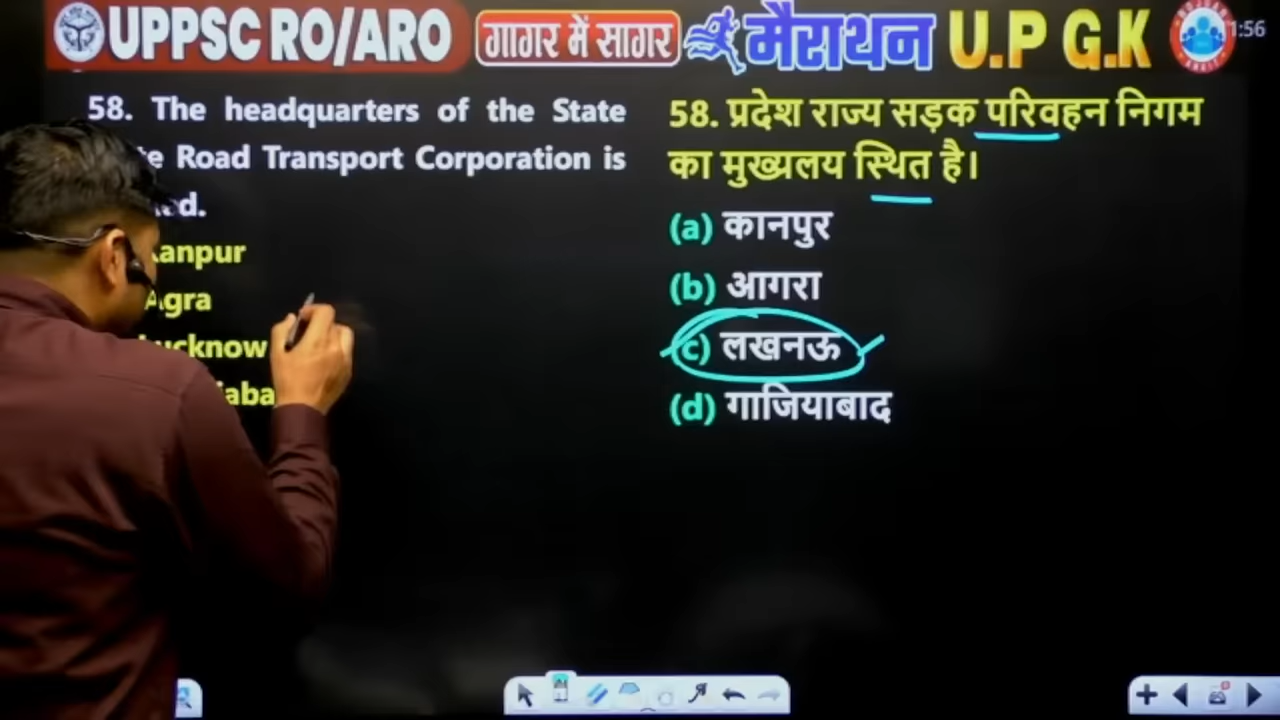 UPPSC RO/ARO गागर में सागर मैराथन U.P G.K 1:56
58. The headquarters of the State
Road Transport Corporation is
58. प्रदेश राज्य सड़क परिवहन निगम
का मुख्यलय स्थित है।
(a) कानपुर
(b) आगरा
(c) लखनऊ
(d) गाजियाबाद
Kanpur
Agra
Lucknow